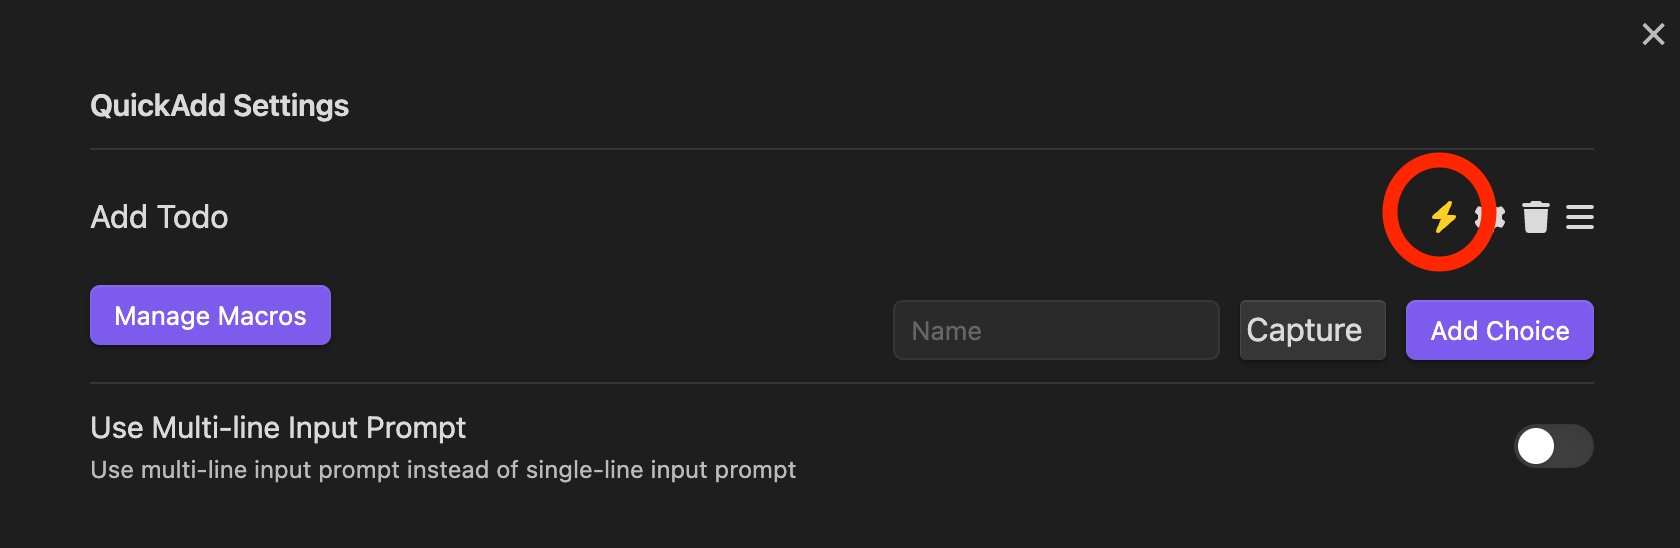 QuickAdd Settings
Add Todo
Manage Macros
Name
Capture
Add Choice
Use Multi-line Input Prompt
Use multi-line input prompt instead of single-line input prompt